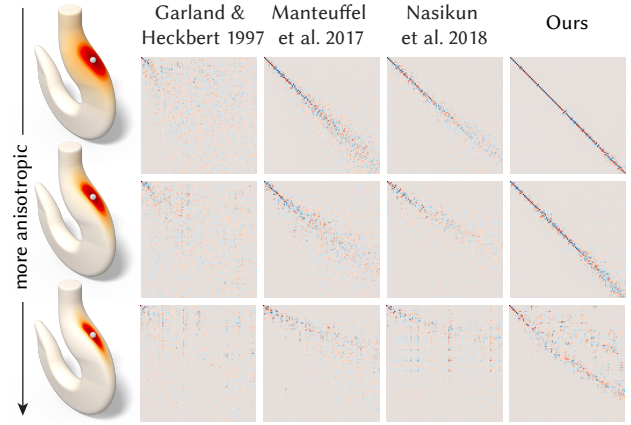 Garland &
Heckbert 1997
Manteuffel
et al. 2017
Nasikun
et al. 2018
Ours
more anisotropic